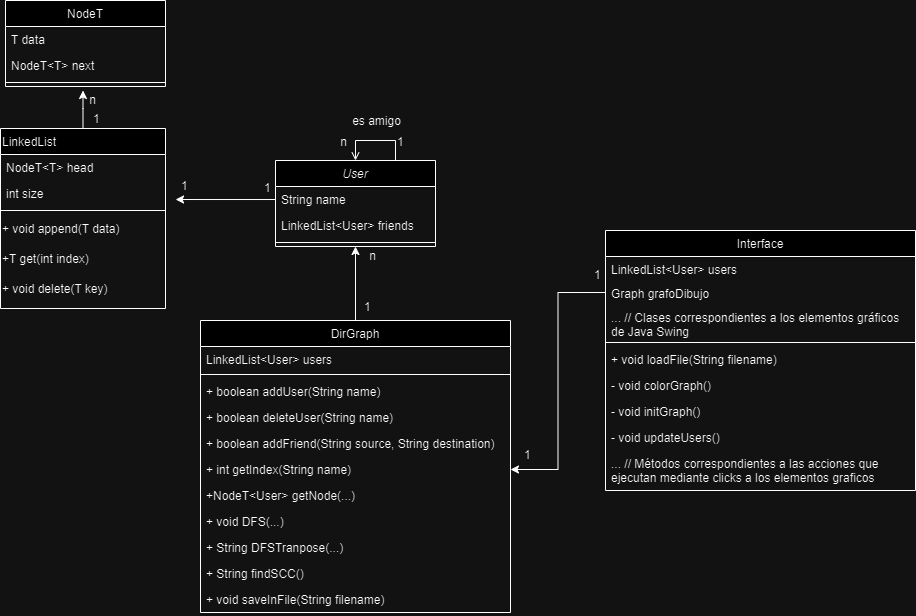 NodeT
T data
NodeT<T> next
n
1
LinkedList
NodeT<T> head
int size
+ void append(T data)
+T get(int index)
+ void delete(T key)
es amigo
n
1
1
1
User
String name
LinkedList<User> friends
n
1
DirGraph
LinkedList<User> users
+ boolean addUser(String name)
+ boolean deleteUser(String name)
+ boolean addFriend(String source, String destination)
+ int getIndex(String name)
+NodeT<User> getNode(...)
+ void DFS(...)
+ String DFSTranpose(...)
+ String findSCC()
+ void saveInFile(String filename)
1
1
Interface
LinkedList<User> users
Graph grafoDibujo
... // Clases correspondientes a los elementos gráficos
de Java Swing
+ void loadFile(String filename)
- void colorGraph()
- void initGraph()
- void updateUsers()
... // Métodos correspondientes a las acciones que
ejecutan mediante clicks a los elementos graficos